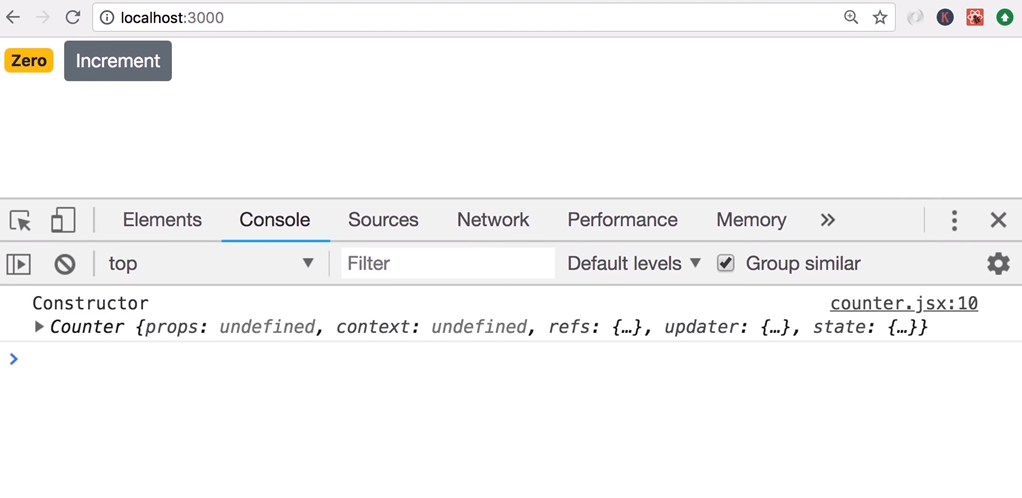 localhost:3000
K
Zero Increment
Elements Console Sources Network Performance Memory »
top ▼ Filter Default levels ▼ Group similar
Constructor counter.jsx:10
▶ Counter {props: undefined, context: undefined, refs: {…}, updater: {…}, state: {…}}
>